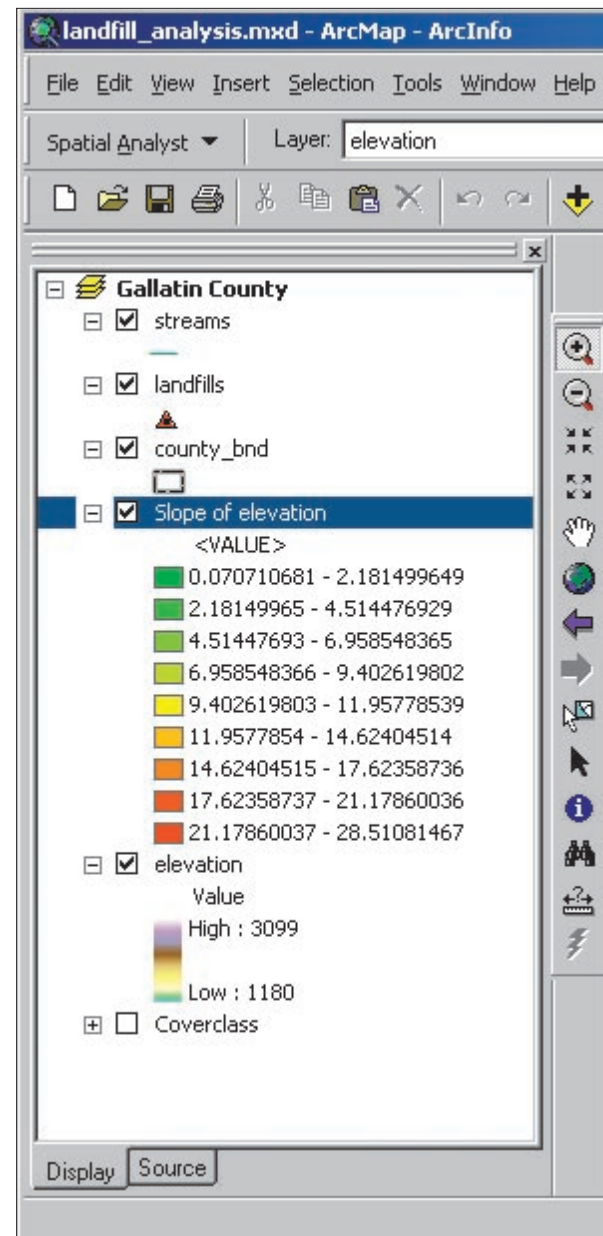 landfill_analysis.mxd - ArcMap - ArcInfo
File Edit View Insert Selection Tools Window Help
Spatial Analyst Layer: elevation
Gallatin County
streams
landfills
county_bnd
Slope of elevation
<VALUE>
0.070710681 - 2.181499649
2.18149965 - 4.514476929
4.51447693 - 6.958548365
6.958548366 - 9.402619802
9.402619803 - 11.95778539
11.9577854 - 14.62404514
14.62404515 - 17.62358736
17.62358737 - 21.17860036
21.17860037 - 28.51081467
elevation
Value
High : 3099
Low : 1180
Coverclass
Display Source